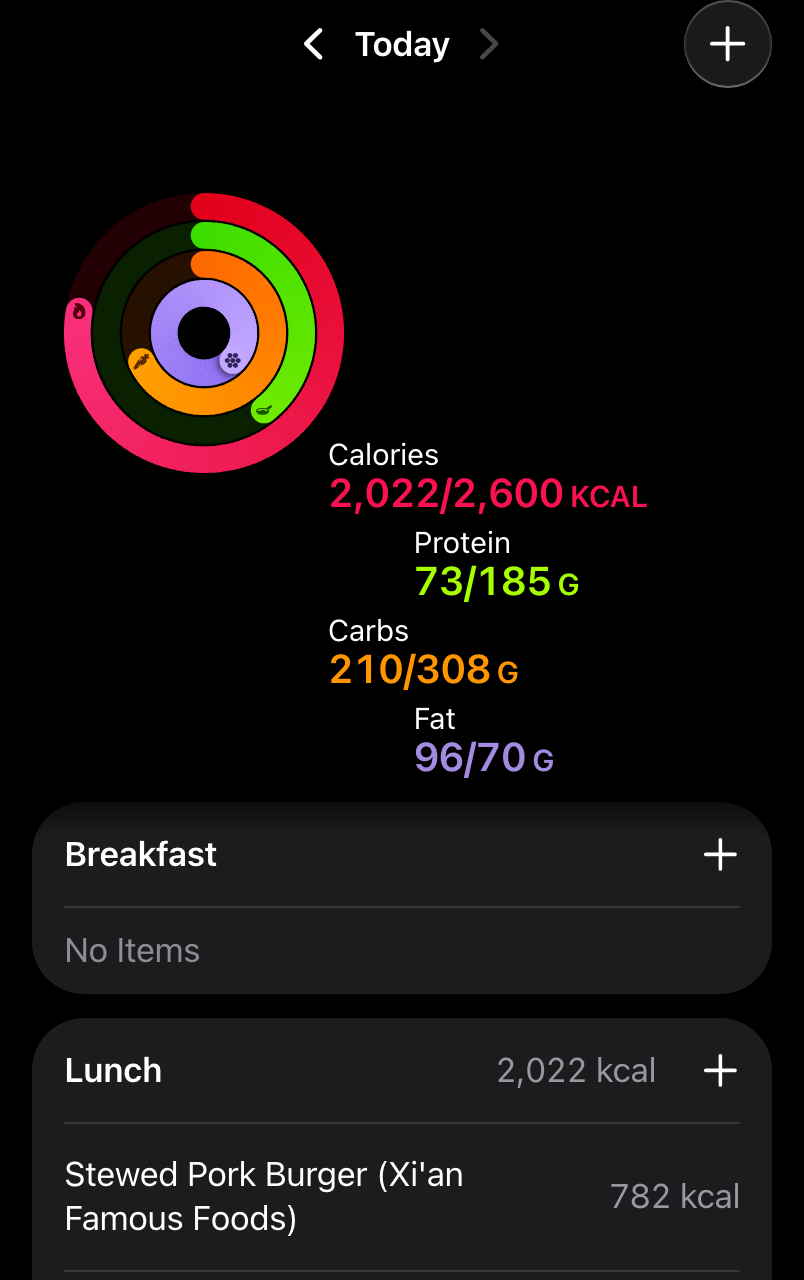 Today
Calories
2,022/2,600 KCAL
Protein
73/185 G
Carbs
210/308 G
Fat
96/70 G
Breakfast
No Items
Lunch 2,022 kcal
Stewed Pork Burger (Xi'an
Famous Foods) 782 kcal